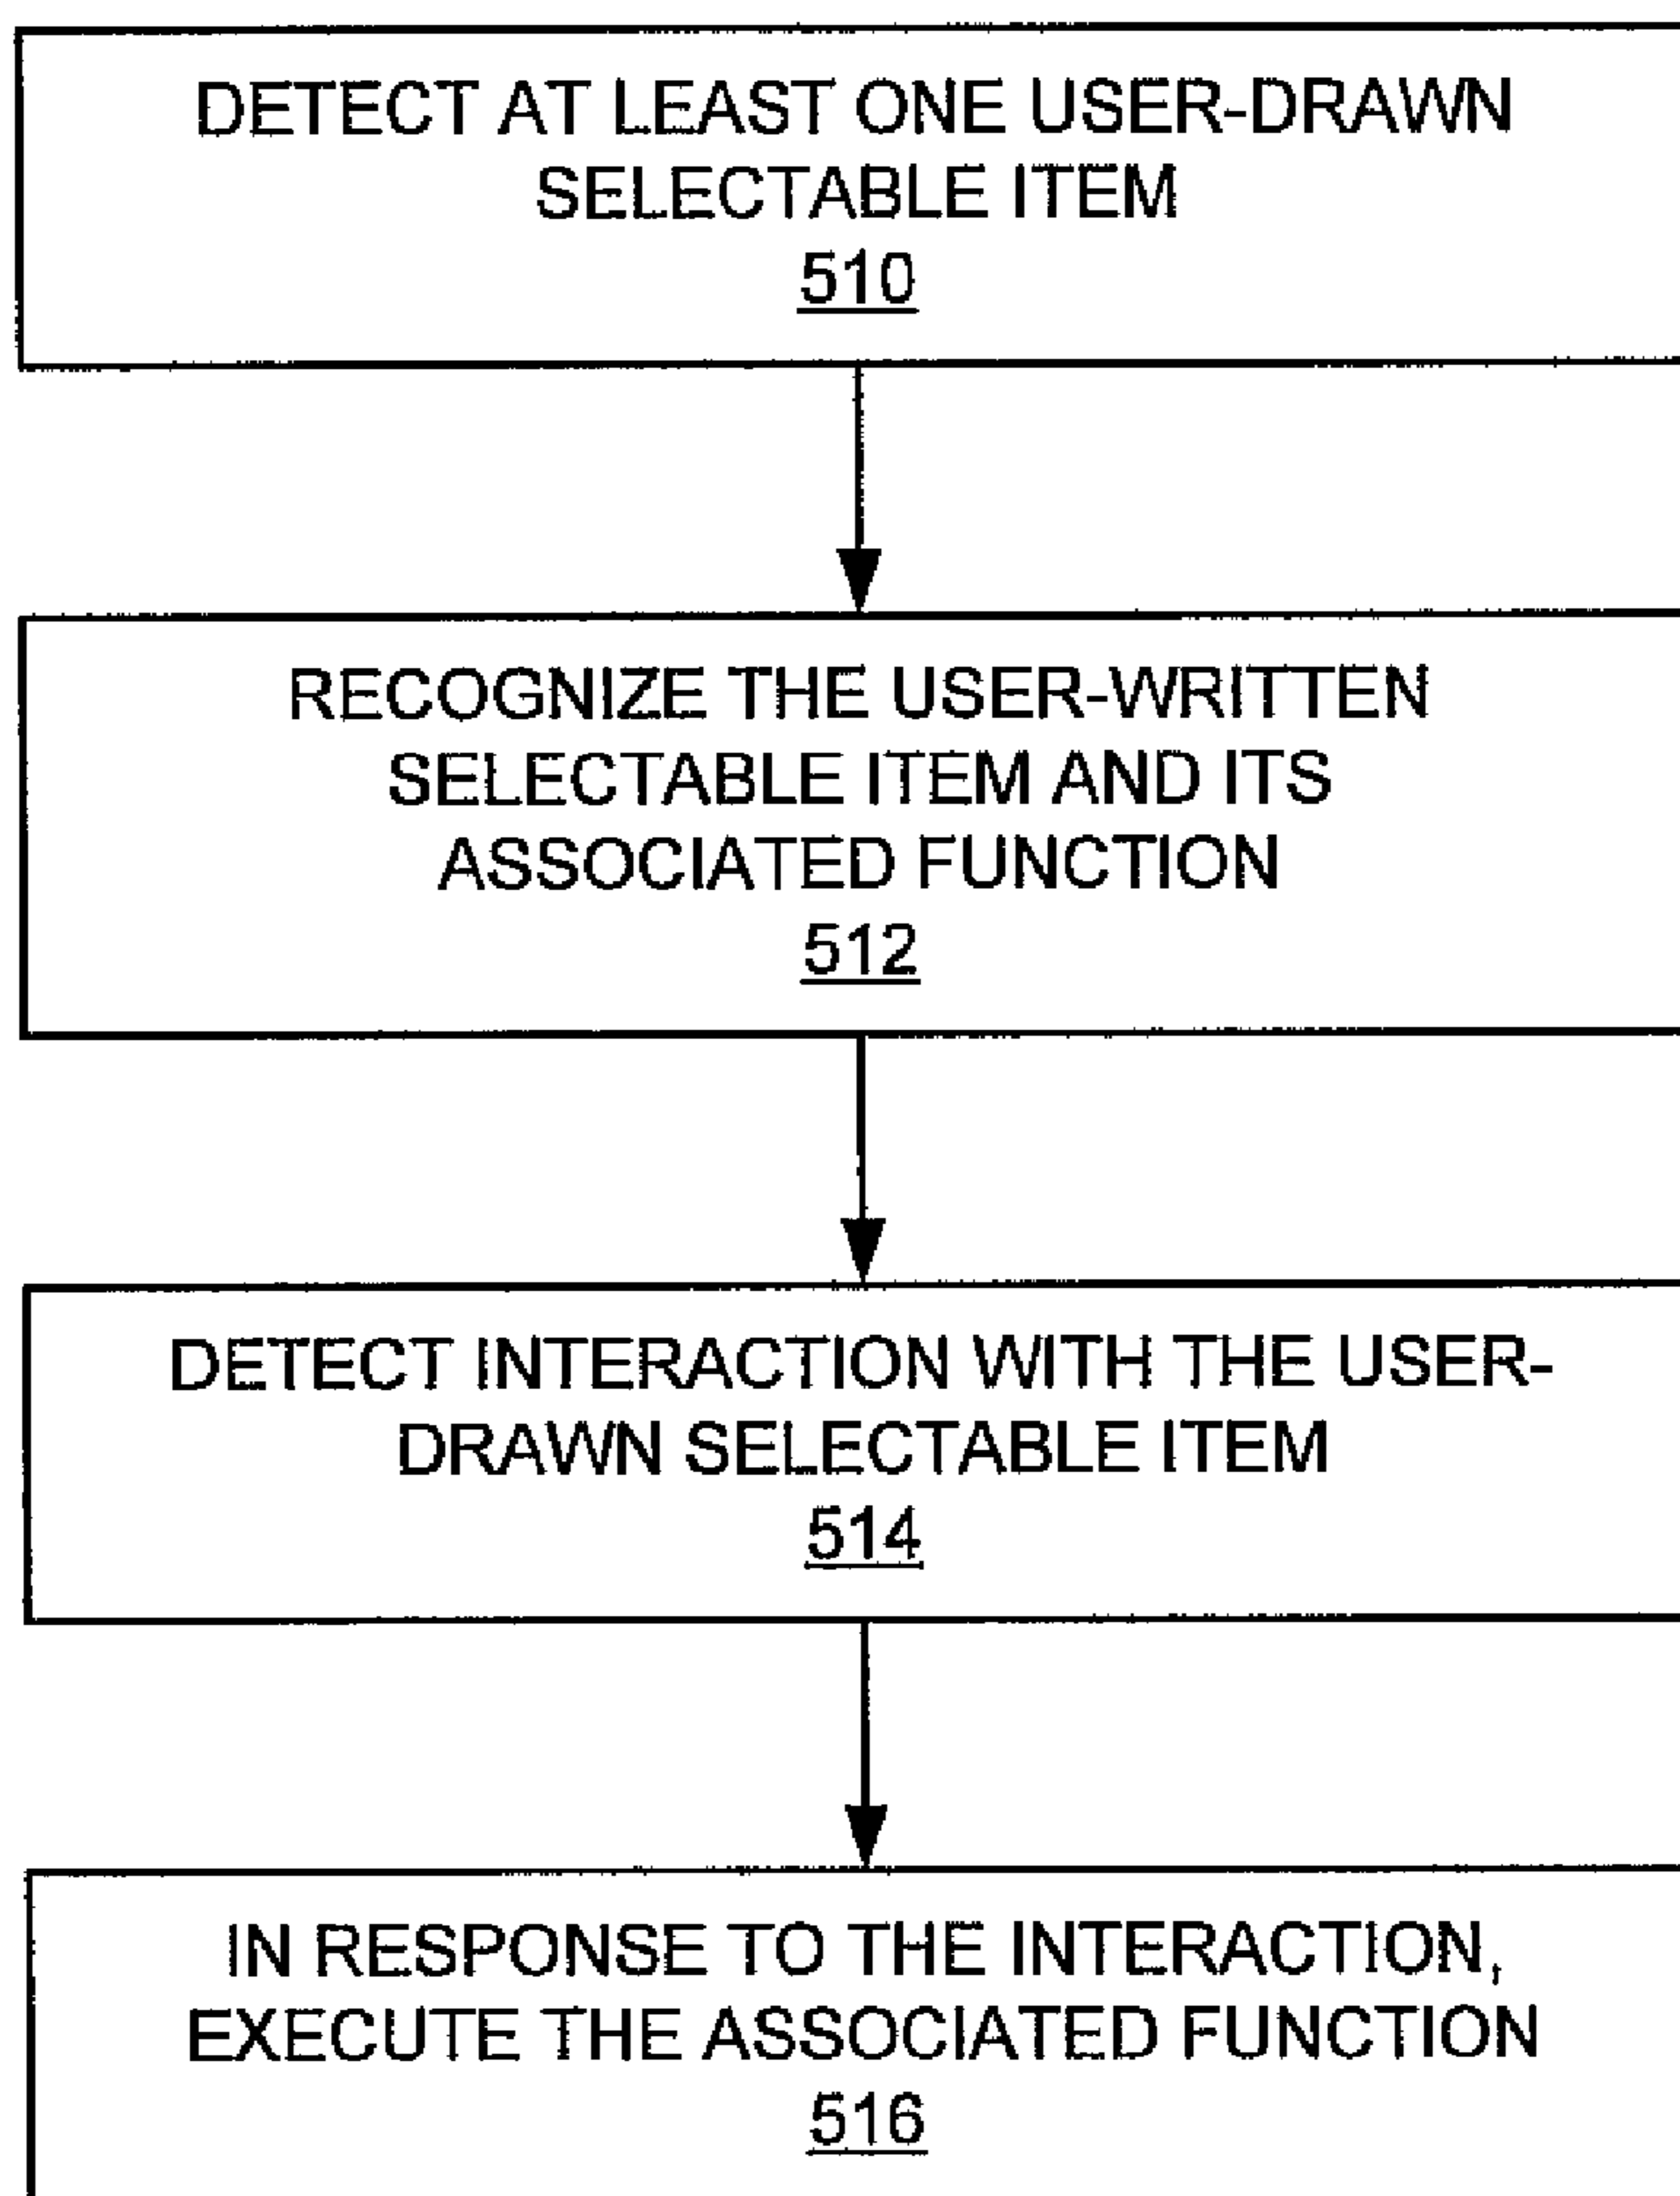 DETECT AT LEAST ONE USER-DRAWN
SELECTABLE ITEM
510
RECOGNIZE THE USER-WRITTEN
SELECTABLE ITEM AND ITS
ASSOCIATED FUNCTION
512
DETECT INTERACTION WITH THE USER-
DRAWN SELECTABLE ITEM
514
IN RESPONSE TO THE INTERACTION,
EXECUTE THE ASSOCIATED FUNCTION
516